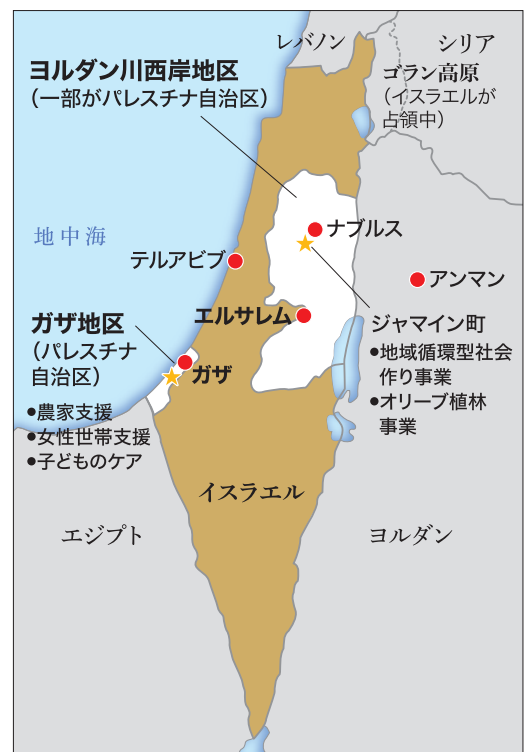 レバノン
シリア
ヨルダン川西岸地区
（一部がパレスチナ自治区）
ゴラン高原
（イスラエルが
占領中）
地中海
ナブルス
テルアビブ
アンマン
エルサレム
ジャマイン町
●地域循環型社会
作り事業
●オリーブ植林
事業
ガザ地区
（パレスチナ
自治区）
ガザ
●農家支援
●女性世帯支援
●子どものケア
イスラエル
エジプト
ヨルダン